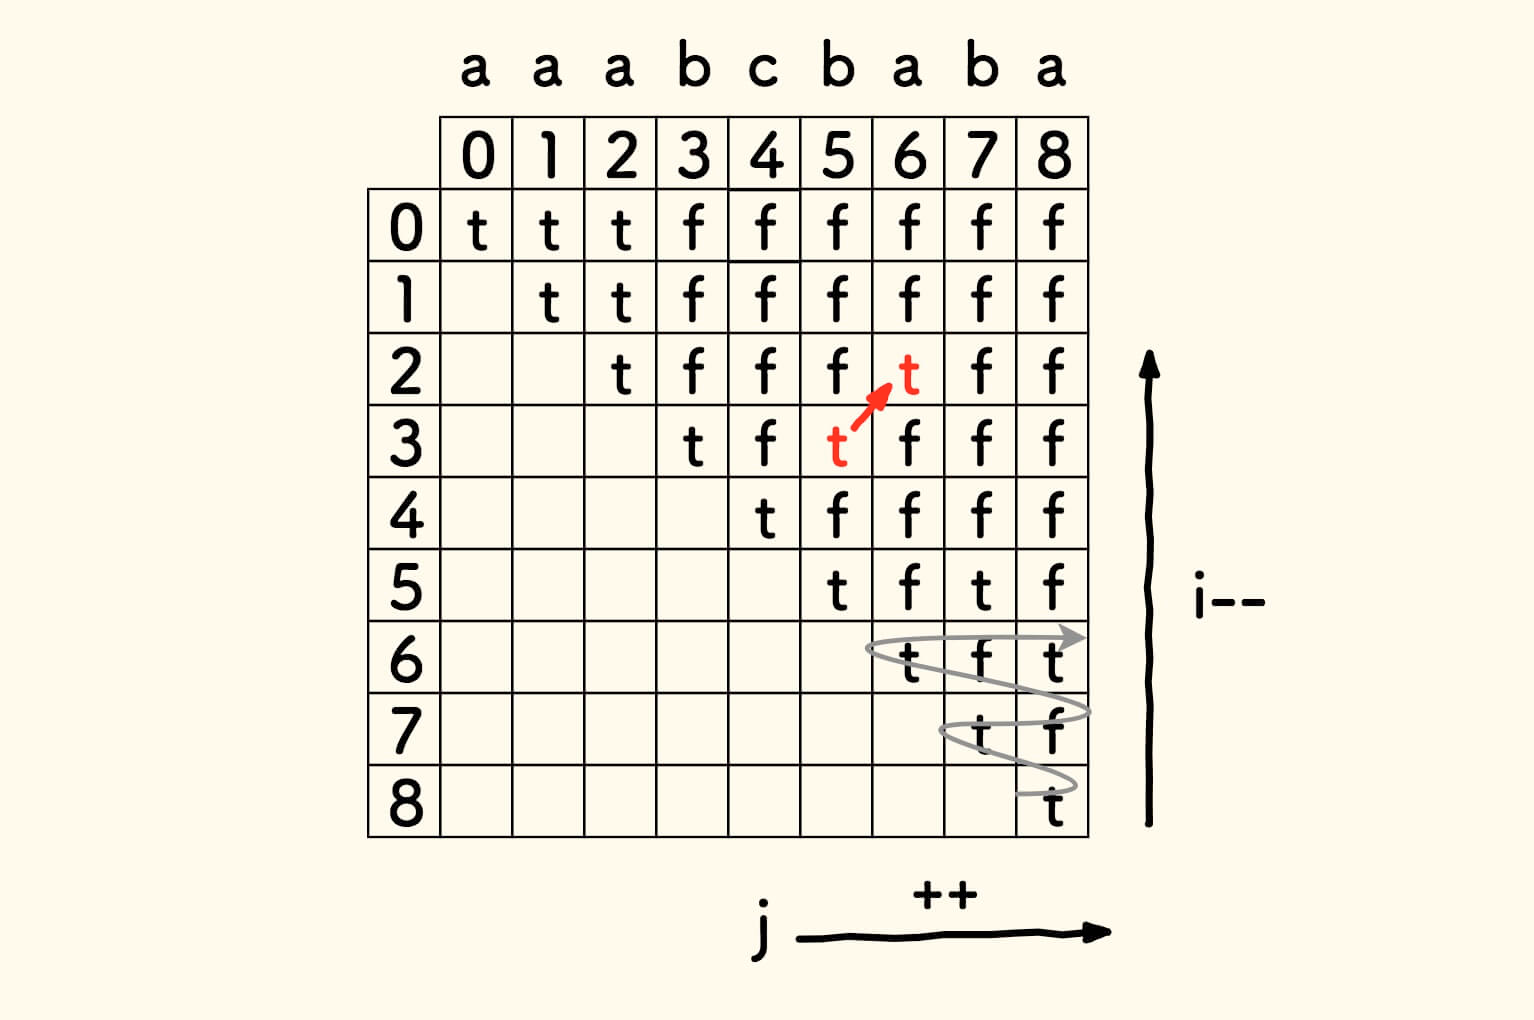 a a a b c b a b a
0 1 2 3 4 5 6 7 8
0 t t t f f f f f f
1 t t f f f f f f
2 t f f f t f f
3 t f t f f f
4 t f f f f
5 t f t f
6 t f t
7 t f
8 t
i--
++
j